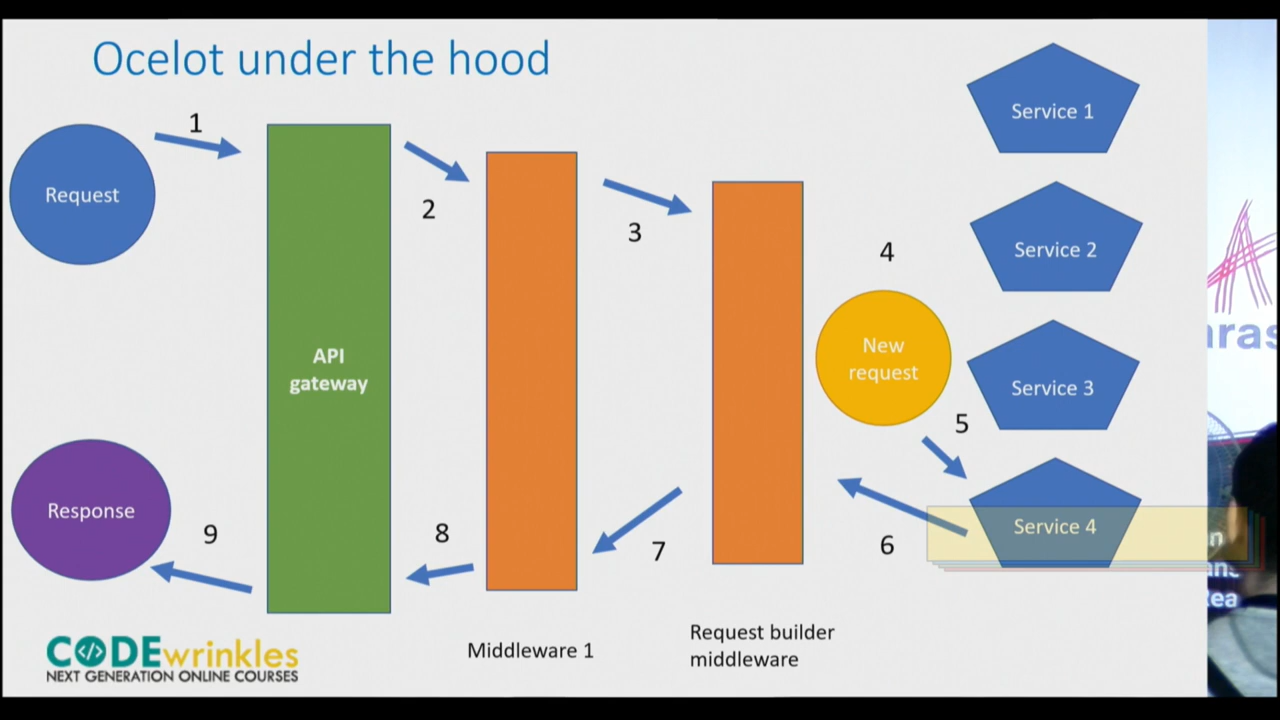 Ocelot under the hood
1
Request
2
3
4
5
6
7
8
9
API
gateway
New
request
Service 1
Service 2
Service 3
Service 4
Response
Middleware 1
Request builder
middleware
CODEwrinkles
NEXT GENERATION ONLINE COURSES